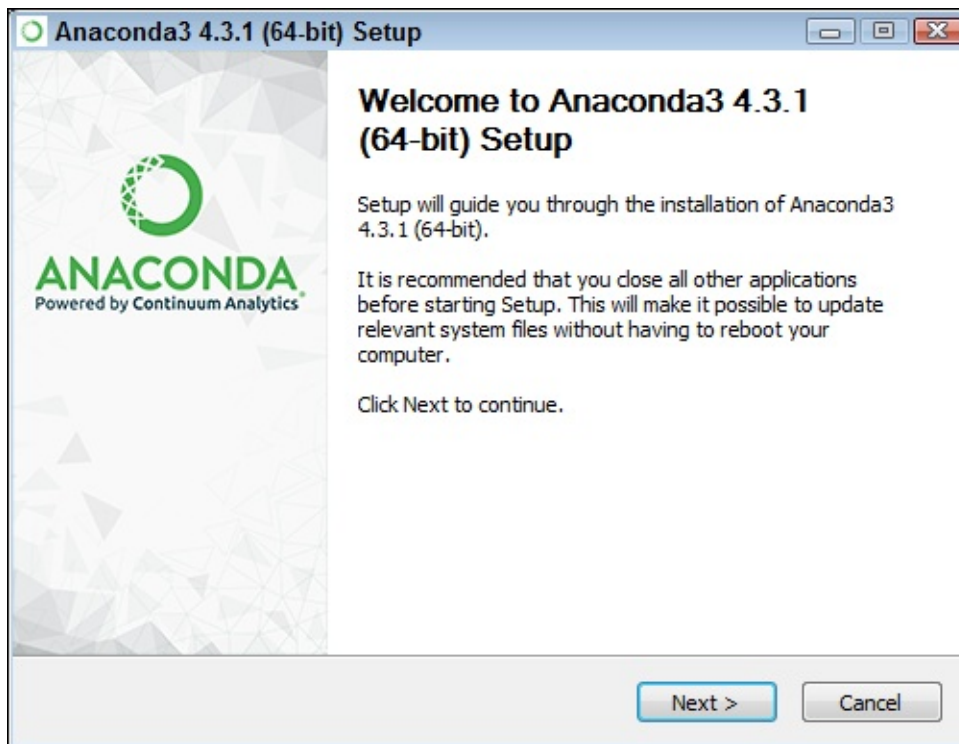 Anaconda3 4.3.1 (64-bit) Setup
Welcome to Anaconda3 4.3.1
(64-bit) Setup
Setup will guide you through the installation of Anaconda3
4.3.1 (64-bit).
It is recommended that you close all other applications
before starting Setup. This will make it possible to update
relevant system files without having to reboot your
computer.
Click Next to continue.
ANACONDA
Powered by Continuum Analytics
Next >
Cancel